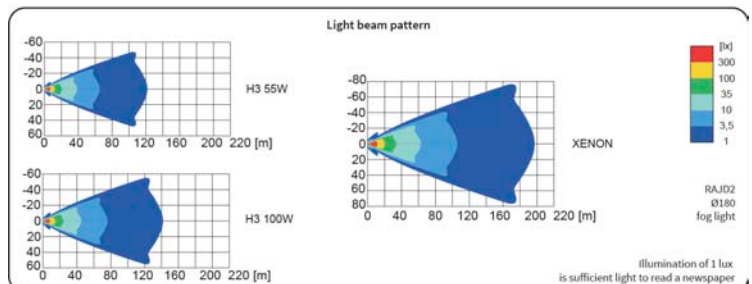 Light beam pattern
-60
-40
-20
0
20
40
60
0 40 80 120 160 200
220 [m]
H3 55W
-60
-40
-20
0
20
40
60
0 40 80 120 160 200 220 [m]
H3 100W
-80
-60
-40
-20
0
20
40
60
80
0 40 80 120 160 200 220 [m]
XENON
[lx]
300
100
35
10
3,5
1
RAJD2
Ø180
fog light
Illumination of 1 lux
is sufficient light to read a newspaper